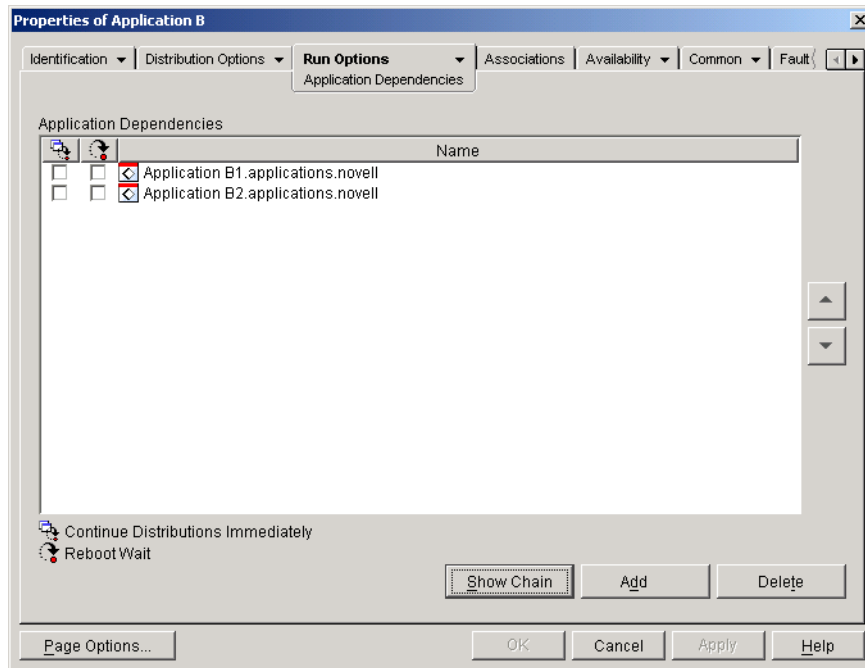 Properties of Application B
Identification Distribution Options Run Options Associations Availability Common Fault
Application Dependencies
Application Dependencies
Name
Application B1.applications.novell
Application B2.applications.novell
Continue Distributions Immediately
Reboot Wait
Show Chain Add Delete
Page Options... OK Cancel Apply Help